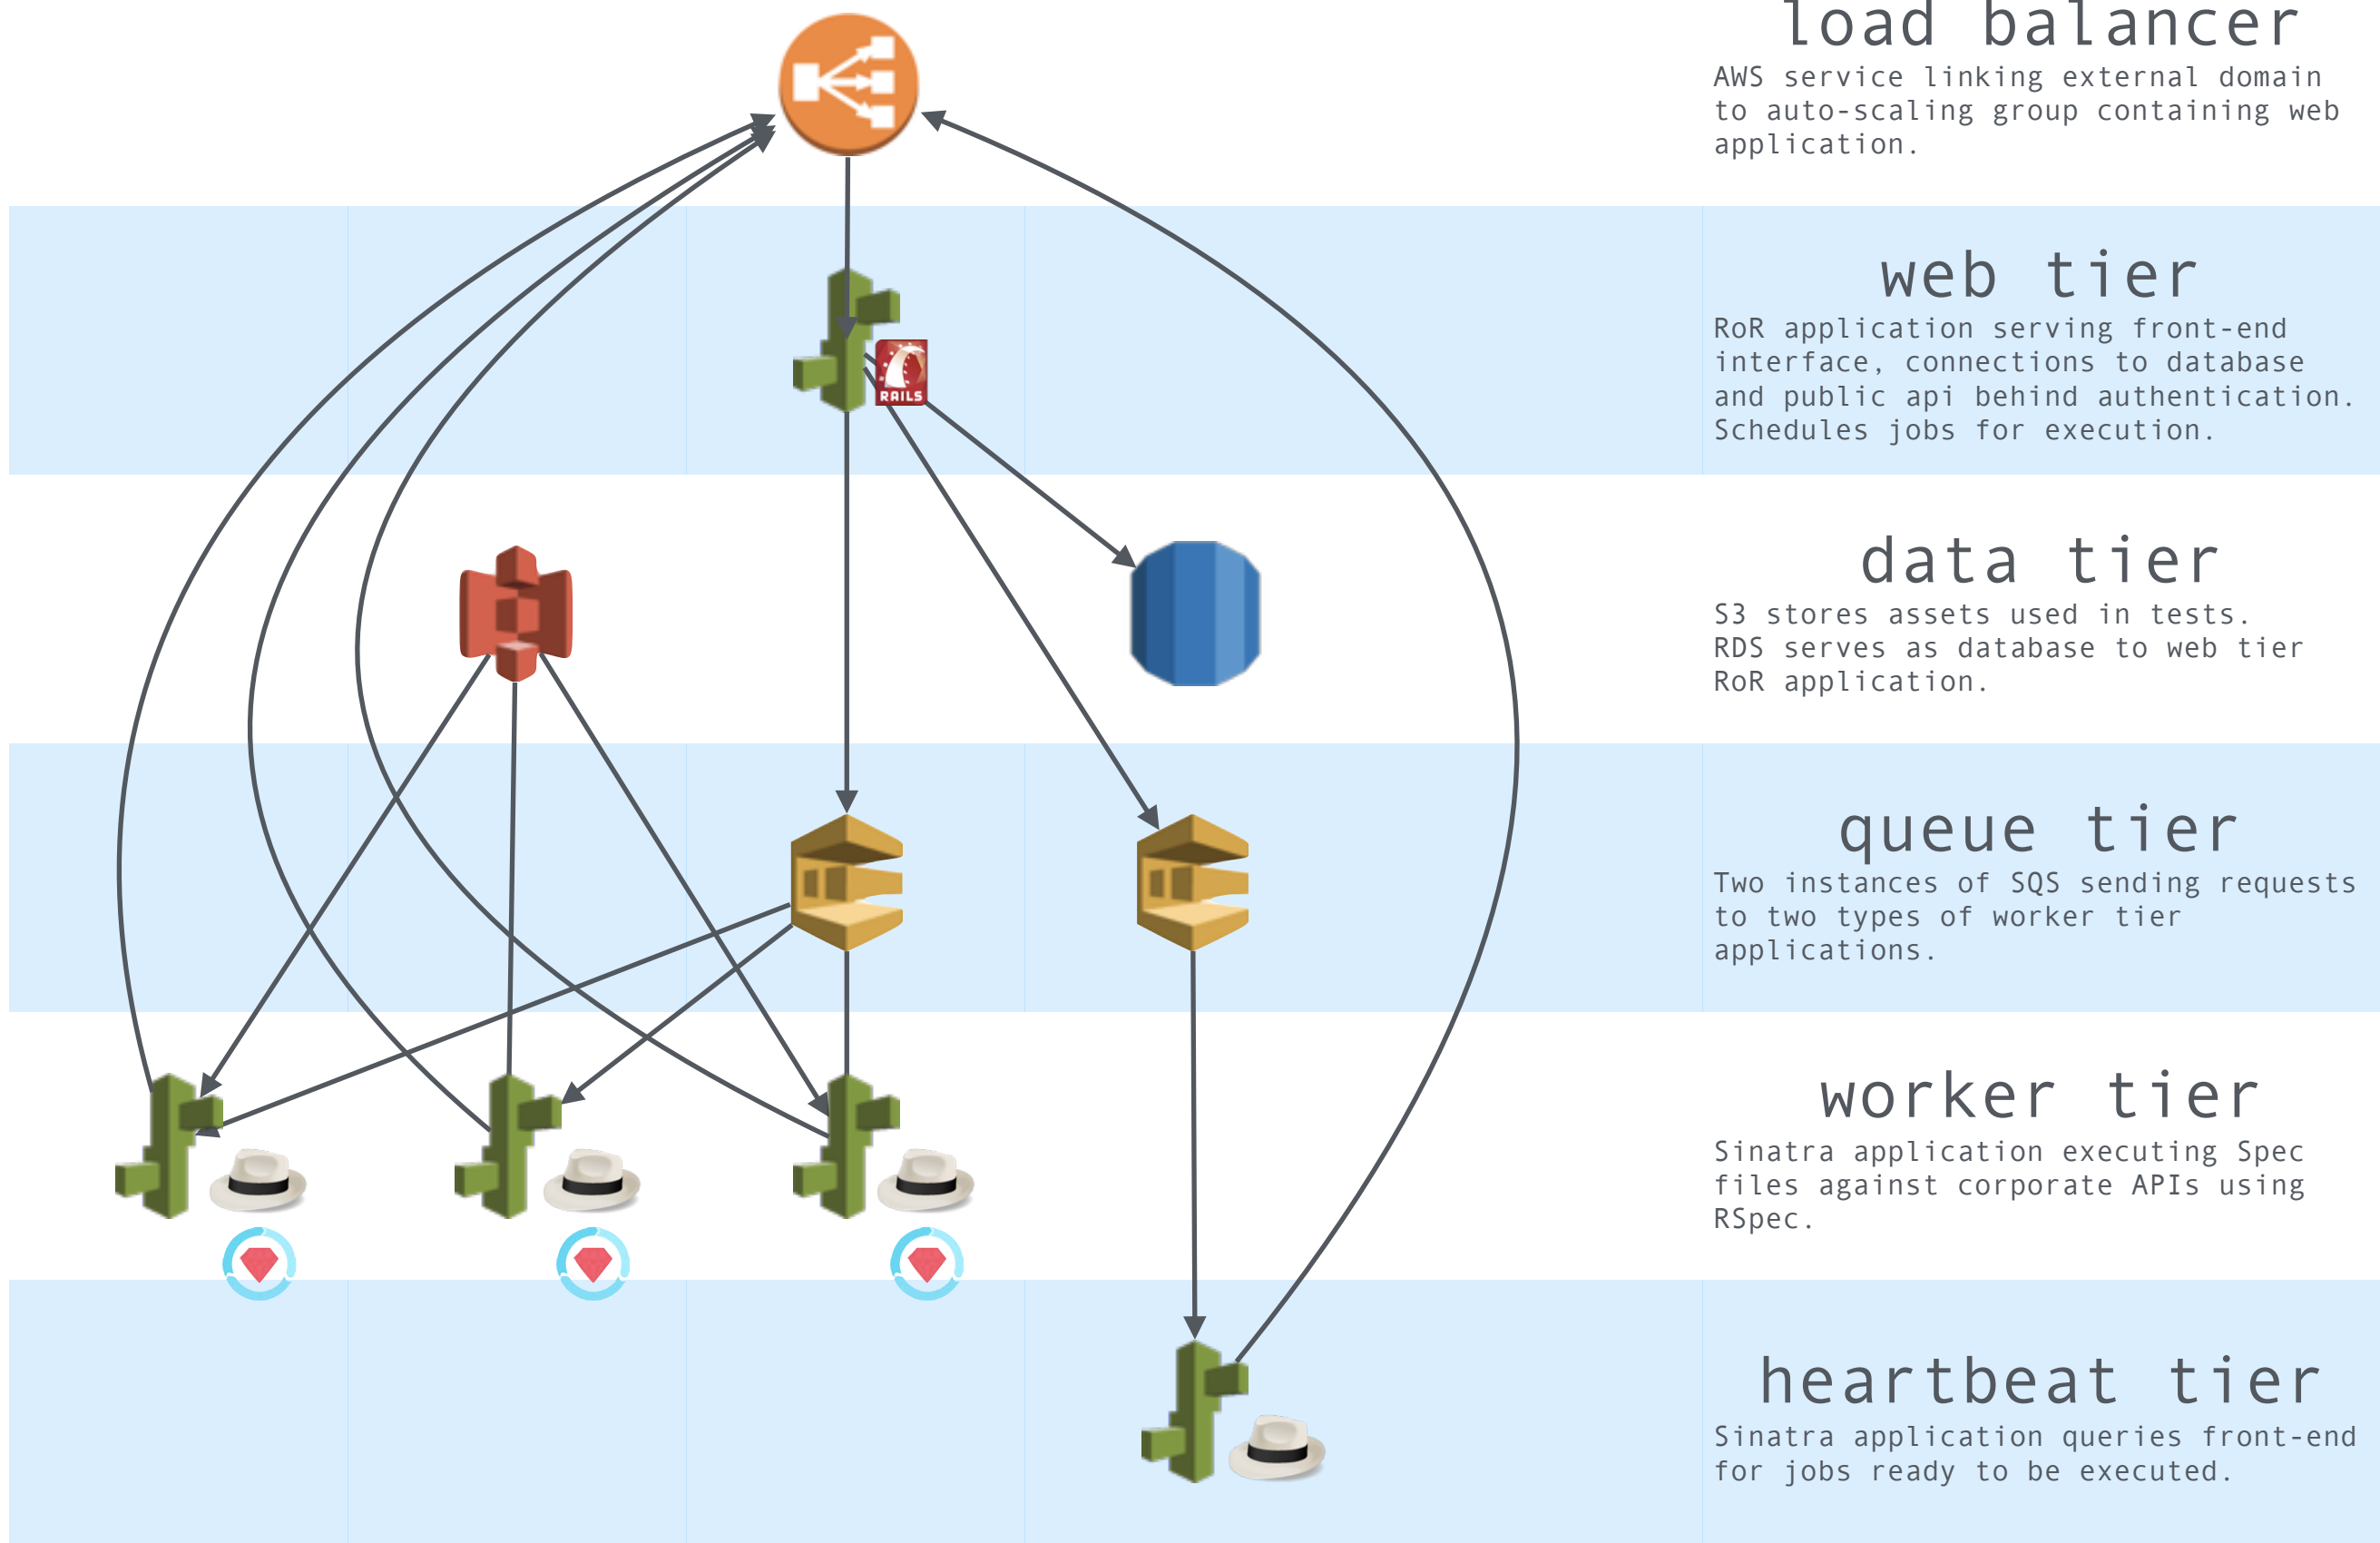 load balancer
AWS service linking external domain
to auto-scaling group containing web
application.
web tier
RoR application serving front-end
interface, connections to database
and public api behind authentication.
Schedules jobs for execution.
RAILS
data tier
S3 stores assets used in tests.
RDS serves as database to web tier
RoR application.
queue tier
Two instances of SQS sending requests
to two types of worker tier
applications.
worker tier
Sinatra application executing Spec
files against corporate APIs using
RSpec.
heartbeat tier
Sinatra application queries front-end
for jobs ready to be executed.